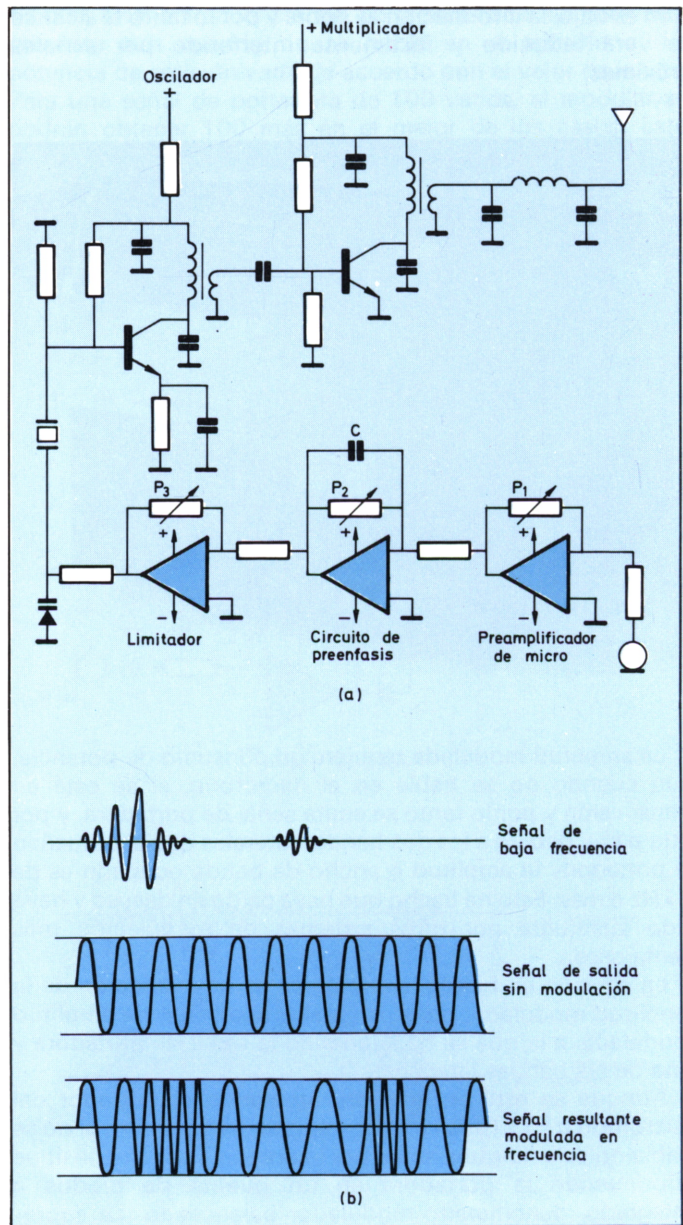 + Multiplicador
Oscilador
+
C
P3
P2
P1
+
+
+
−
−
−
Limitador
Circuito de
preenfasis
Preamplificador
de micro
(a)
Señal de
baja frecuencia
Señal de salida
sin modulación
Señal resultante
modulada en
frecuencia
(b)